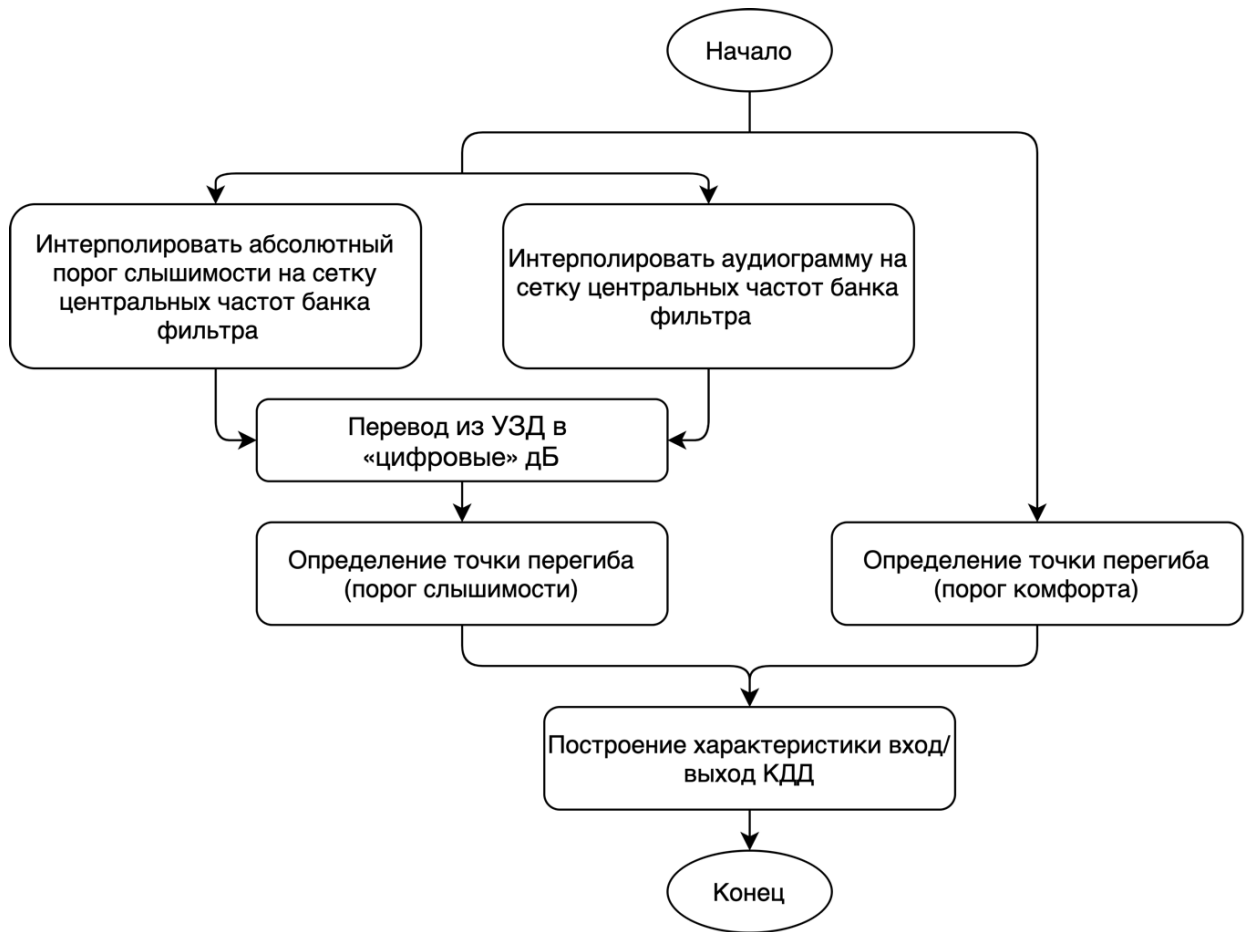 Начало
Интерполировать абсолютный
порог слышимости на сетку
центральных частот банка
фильтра
Интерполировать аудиограмму на
сетку центральных частот банка
фильтра
Перевод из УЗД в
«цифровые» дБ
Определение точки перегиба
(порог слышимости)
Определение точки перегиба
(порог комфорта)
Построение характеристики вход/
выход КДД
Конец